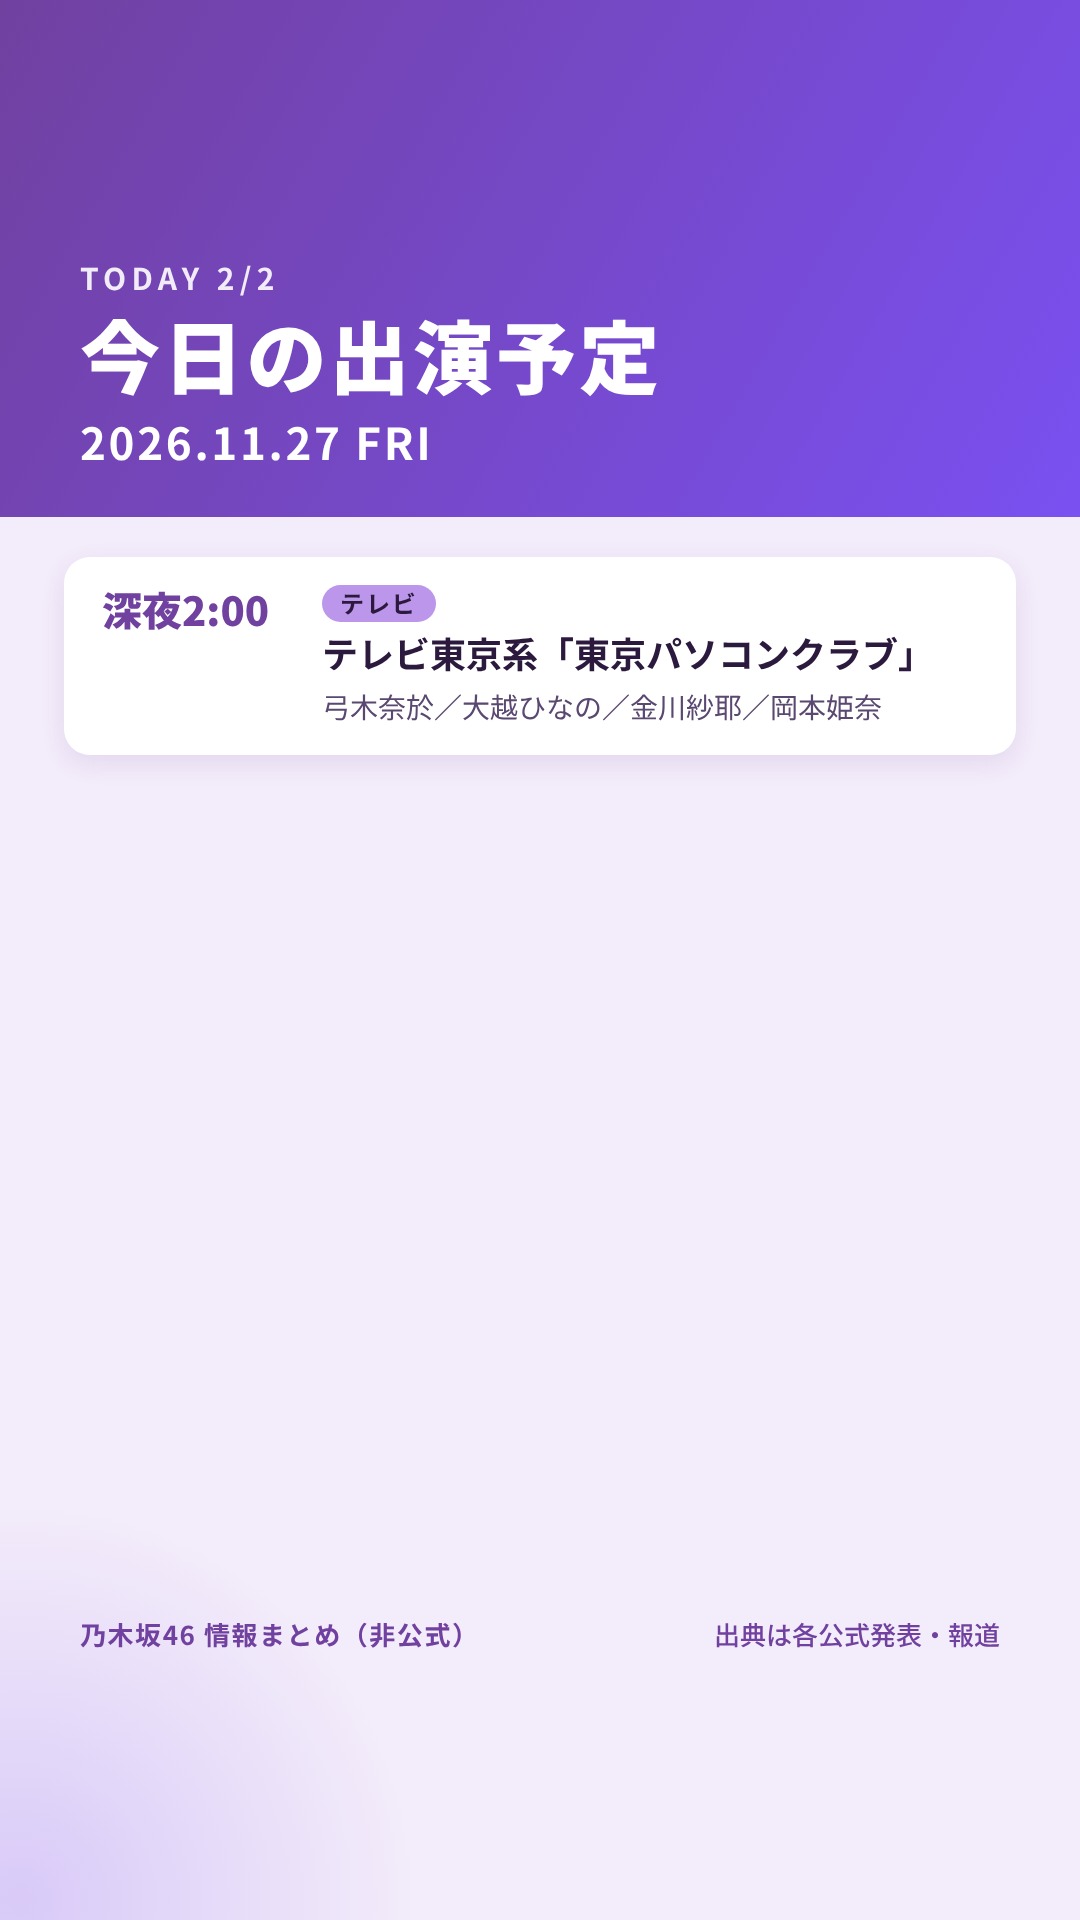 TODAY 2/2
今日の出演予定
2026.11.27 FRI
深夜2:00
テレビ
テレビ東京系「東京パソコンクラブ」
弓木奈於／大越ひなの／金川紗耶／岡本姫奈
乃木坂46 情報まとめ（非公式）
出典は各公式発表・報道